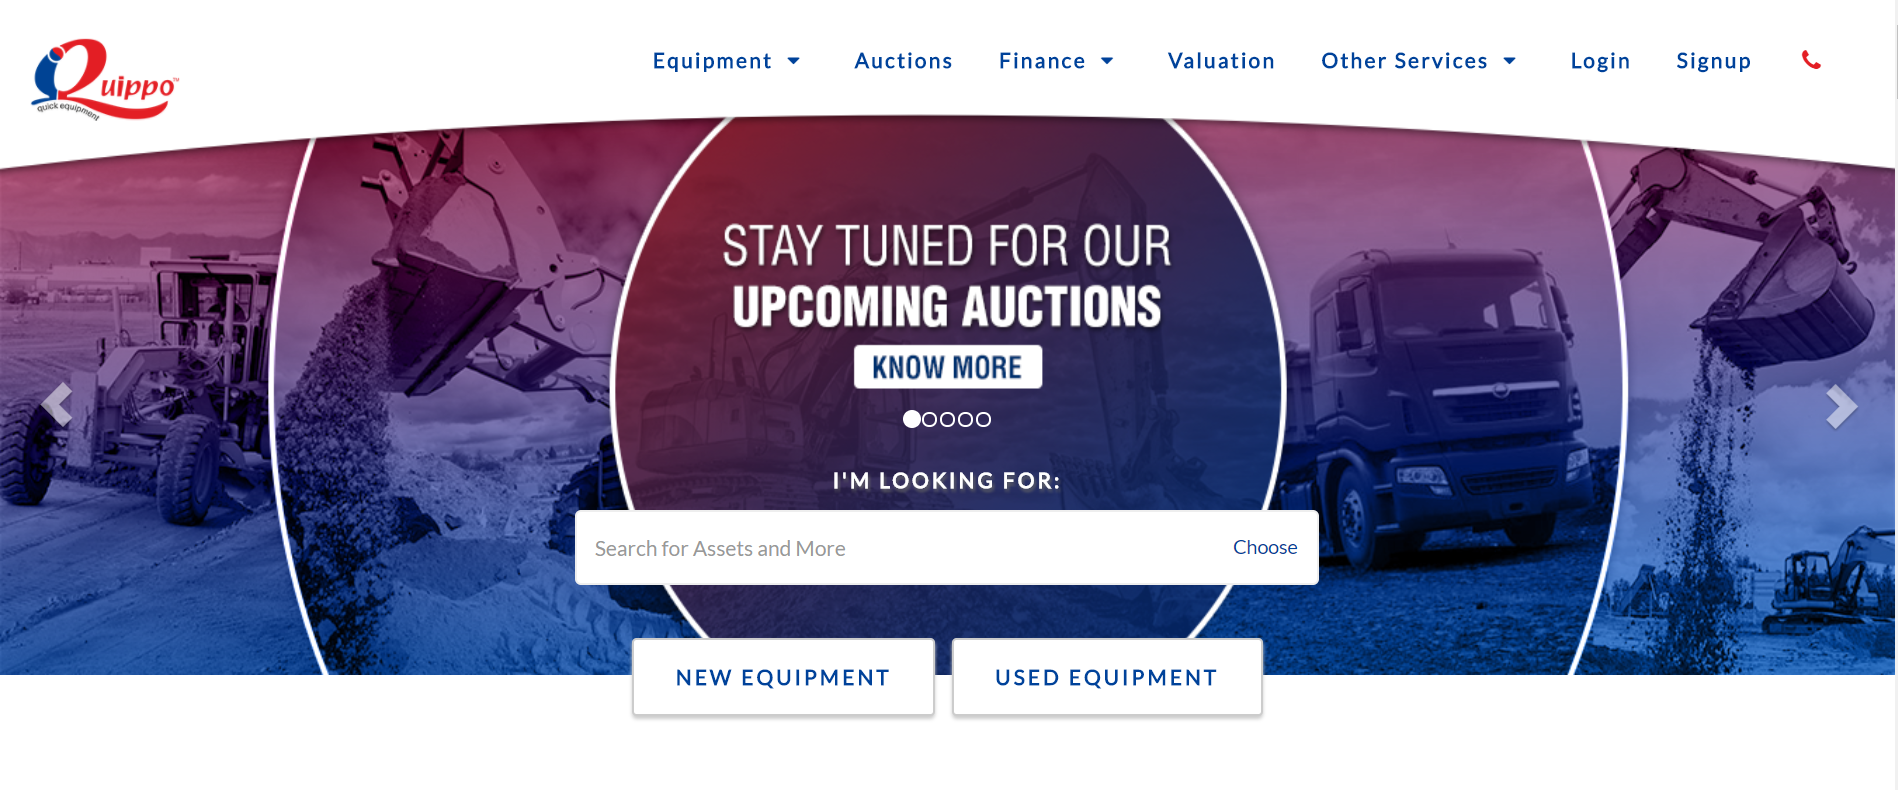 Quippo™
quick equipment
Equipment Auctions Finance Valuation Other Services Login Signup
STAY TUNED FOR OUR
UPCOMING AUCTIONS
KNOW MORE
I'M LOOKING FOR:
Search for Assets and More Choose
NEW EQUIPMENT USED EQUIPMENT